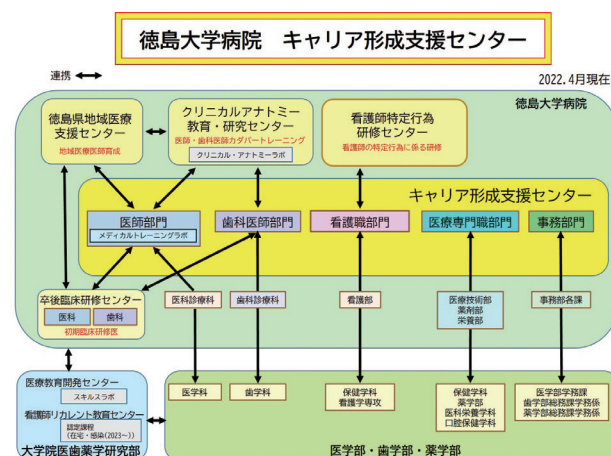 徳島大学病院　キャリア形成支援センター
連携
2022.4月現在
徳島大学病院
徳島県地域医療
支援センター
地域医療医師育成
クリニカルアナトミー
教育・研究センター
医師・歯科医師カダバートレーニング
クリニカル・アナトミーラボ
看護師特定行為
研修センター
看護師の特定行為に係る研修
キャリア形成支援センター
医師部門
メディカルトレーニングラボ
歯科医師部門
看護職部門
医療専門職部門
事務部門
卒後臨床研修センター
医科
歯科
初期臨床研修医
医科診療科
歯科診療科
看護部
医療技術部
薬剤部
栄養部
事務部各課
医療教育開発センター
スキルスラボ
看護師リカレント教育センター
認定課程
(在宅・感染(2023～))
大学院医歯薬学研究部
医学科
歯学科
保健学科
看護学専攻
保健学科
薬学部
医科栄養学科
口腔保健学科
医学部学務課
歯学部総務課学務係
薬学部総務課学務係
医学部・歯学部・薬学部